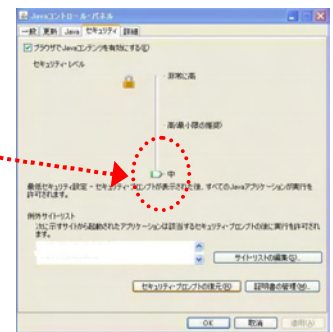 Javaコントロール・パネル
一般 更新 Java セキュリティ 詳細
ブラウザでJavaコンテンツを有効にする(E)
セキュリティ・レベル
非常に高
高(最小限の推奨)
中
最低セキュリティ設定 - セキュリティ・プロンプトが表示された後、すべてのJavaアプリケーションが実行を
許可されます。
例外サイト・リスト
次に示すサイトから起動されたアプリケーションは該当するセキュリティ・プロンプトの後に実行を許可され
ます。
サイト・リストの編集(S)...
セキュリティ・プロンプトの復元(R) 証明書の管理(M)...
OK 取消 適用(A)